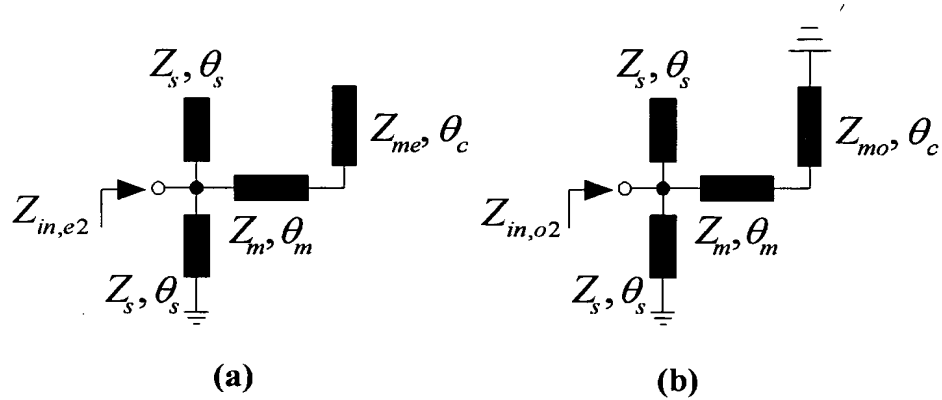 Z_s, θ_s
Z_me, θ_c
Z_in,e2
Z_m, θ_m
Z_s, θ_s
(a)
Z_s, θ_s
Z_mo, θ_c
Z_in,o2
Z_m, θ_m
Z_s, θ_s
(b)